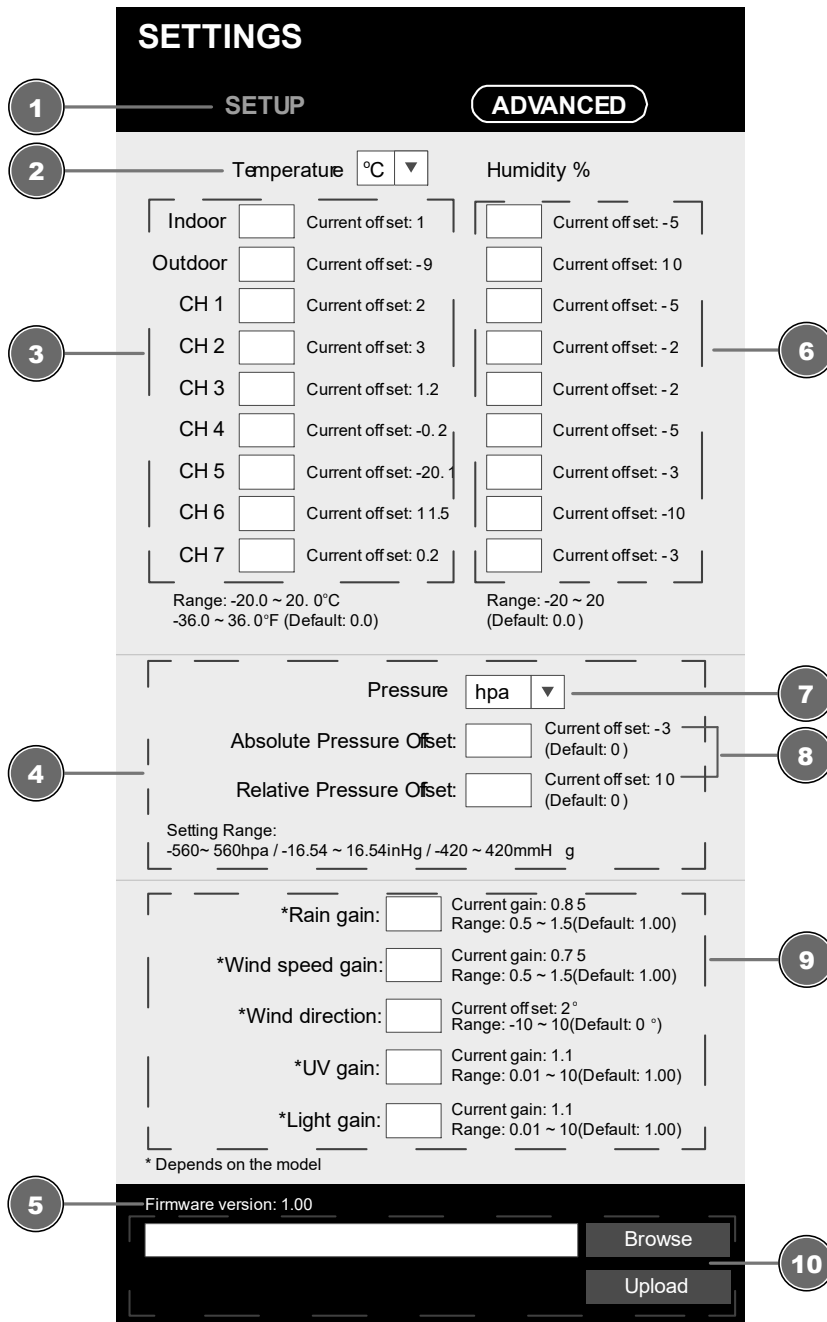 SETTINGS
1 SETUP ADVANCED
2 Temperature °C ▼ Humidity %
Indoor Current offset: 1 Current offset: -5
Outdoor Current offset: -9 Current offset: 10
CH 1 Current offset: 2 Current offset: -5
3 CH 2 Current offset: 3 Current offset: -2 6
CH 3 Current offset: 1.2 Current offset: -2
CH 4 Current offset: -0.2 Current offset: -5
CH 5 Current offset: -20.1 Current offset: -3
CH 6 Current offset: 11.5 Current offset: -10
CH 7 Current offset: 0.2 Current offset: -3
Range: -20.0 ~ 20.0°C Range: -20 ~ 20
-36.0 ~ 36.0°F (Default: 0.0) (Default: 0.0)
Pressure hpa ▼ 7
Absolute Pressure Offset: Current offset: -3
(Default: 0)
4 8
Relative Pressure Offset: Current offset: 10
(Default: 0)
Setting Range:
-560~ 560hpa / -16.54 ~ 16.54inHg / -420 ~ 420mmH g
*Rain gain: Current gain: 0.85
Range: 0.5 ~ 1.5(Default: 1.00)
*Wind speed gain: Current gain: 0.75 9
Range: 0.5 ~ 1.5(Default: 1.00)
*Wind direction: Current offset: 2°
Range: -10 ~ 10(Default: 0 °)
*UV gain: Current gain: 1.1
Range: 0.01 ~ 10(Default: 1.00)
*Light gain: Current gain: 1.1
Range: 0.01 ~ 10(Default: 1.00)
* Depends on the model
5 Firmware version: 1.00
Browse
10
Upload